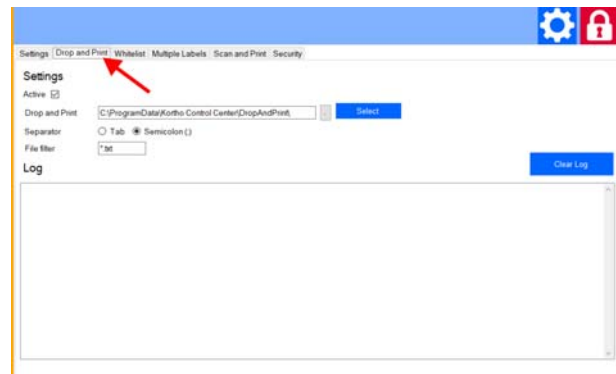 Settings Drop and Print Whitelist Multiple Labels Scan and Print Security
Settings
Active
Drop and Print C:\ProgramData\Kortho Control Center\DropAndPrint\ Select
Separator Tab Semicolon (;)
File filter *.txt
Log Clear Log